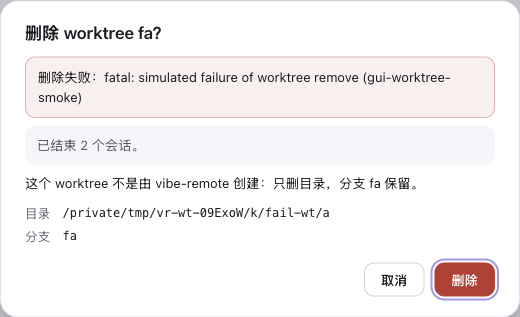 删除 worktree fa?
删除失败：fatal: simulated failure of worktree remove (gui-worktree-
smoke)
已结束 2 个会话。
这个 worktree 不是由 vibe-remote 创建：只删目录，分支 fa 保留。
目录 /private/tmp/vr-wt-09ExoW/k/fail-wt/a
分支 fa
取消 删除